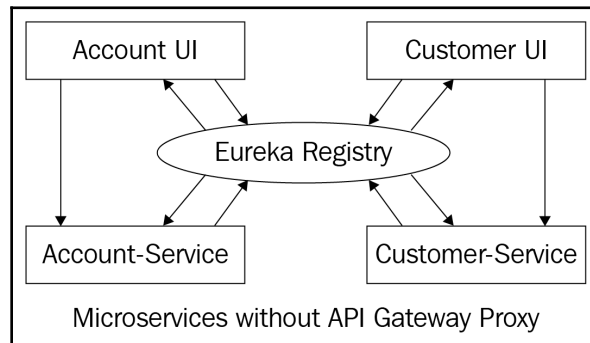 Account UI
Customer UI
Eureka Registry
Account-Service
Customer-Service
Microservices without API Gateway Proxy